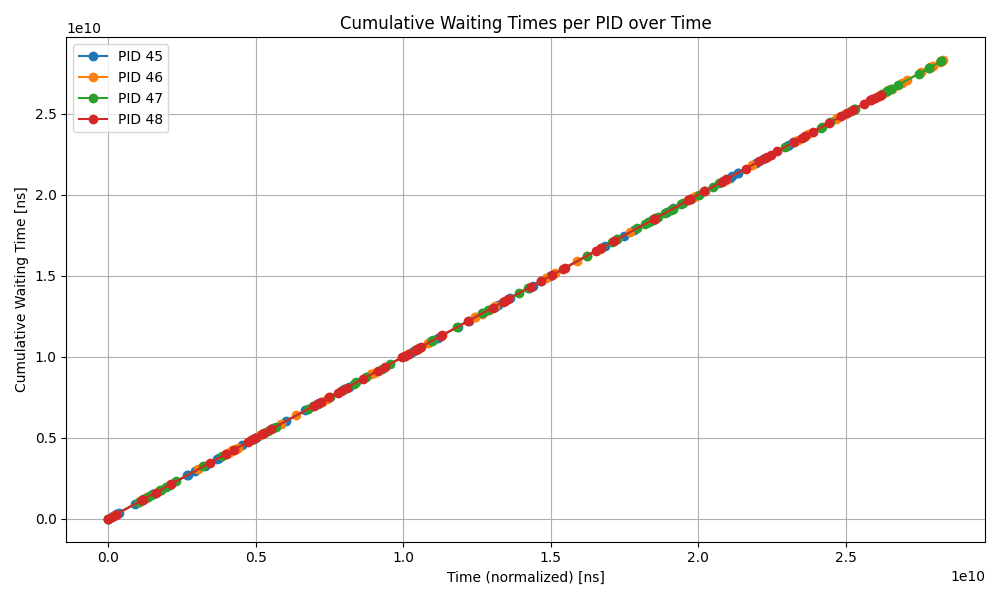 Cumulative Waiting Times per PID over Time
1e10
PID 45
PID 46
PID 47
PID 48
2.5
2.0
1.5
1.0
0.5
0.0
Cumulative Waiting Time [ns]
0.0 0.5 1.0 1.5 2.0 2.5
Time (normalized) [ns]
1e10